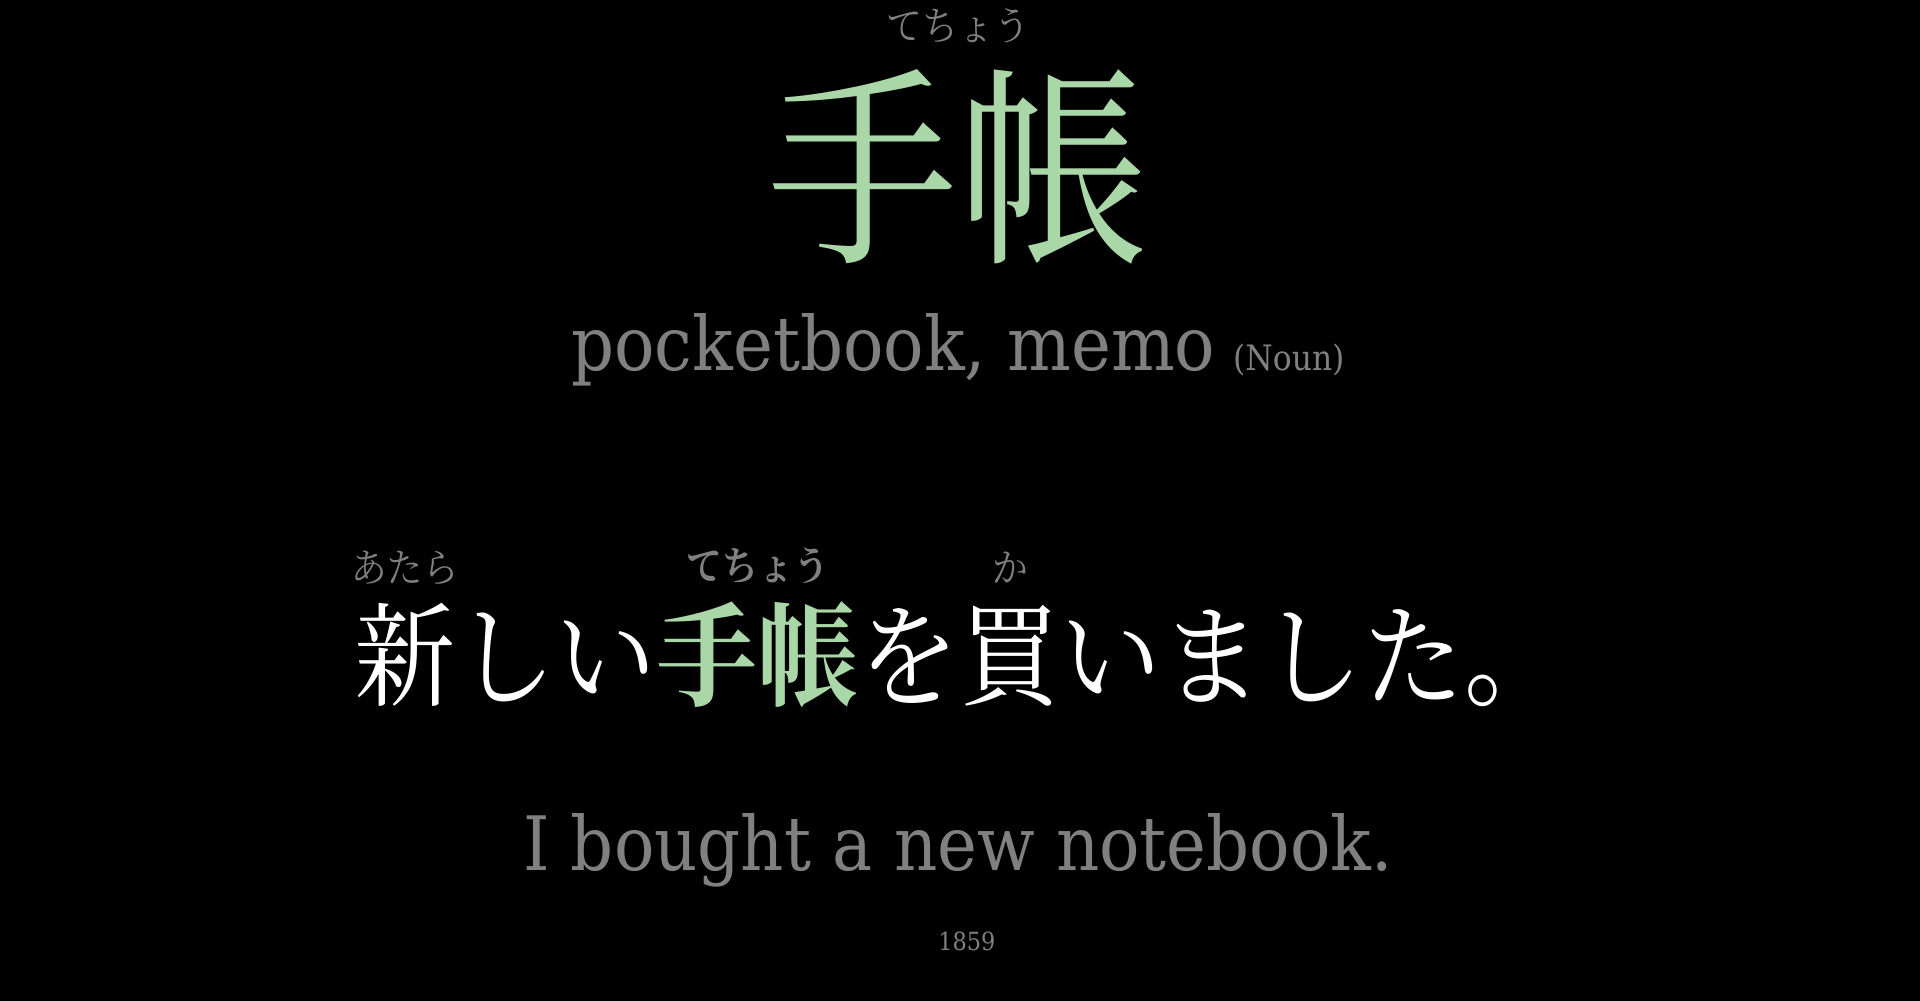 てちょう
手帳
pocketbook, memo (Noun)
あたら てちょう か
新しい手帳を買いました。
I bought a new notebook.
1859